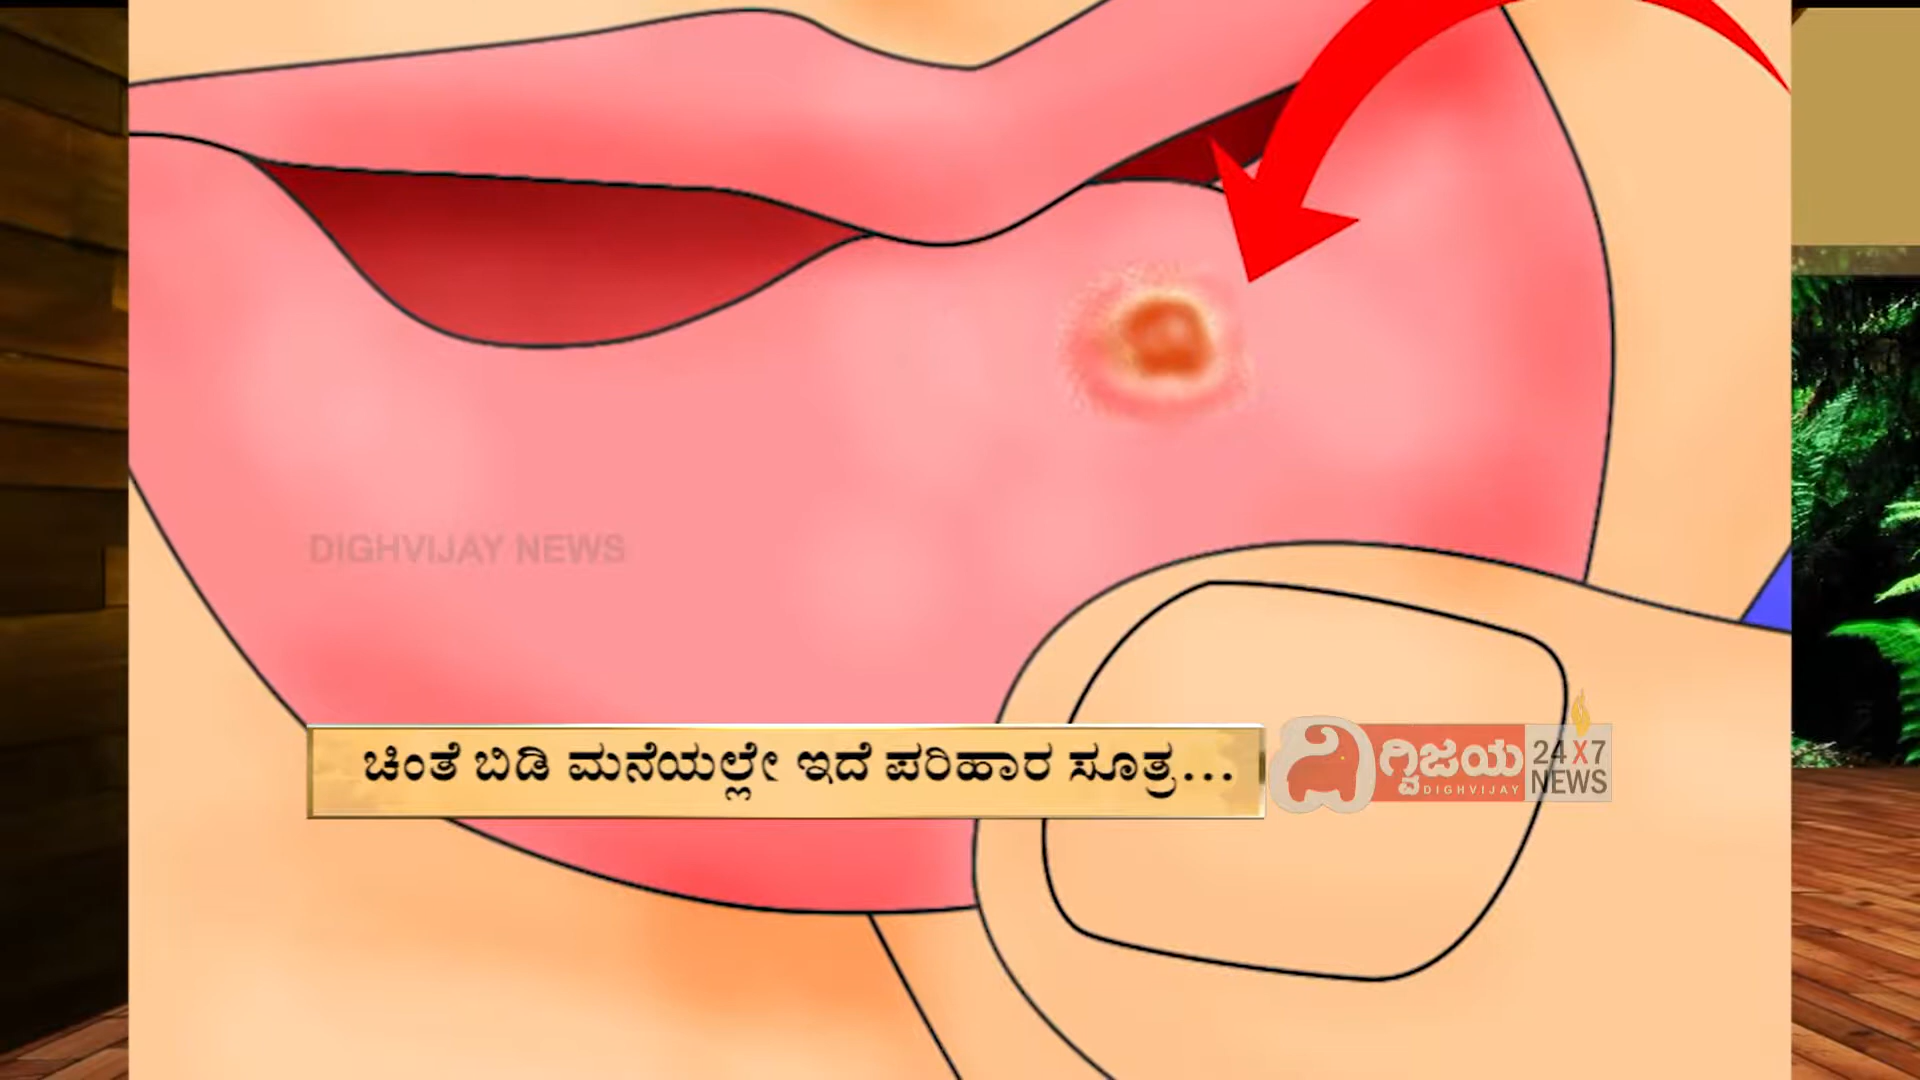 DIGHVIJAY NEWS
ಚಿಂತೆ ಬಿಡಿ ಮನೆಯಲ್ಲೇ ಇದೆ ಪರಿಹಾರ ಸೂತ್ರ...
ದಿಗ್ವಿಜಯ
DIGHVIJAY
24X7
NEWS